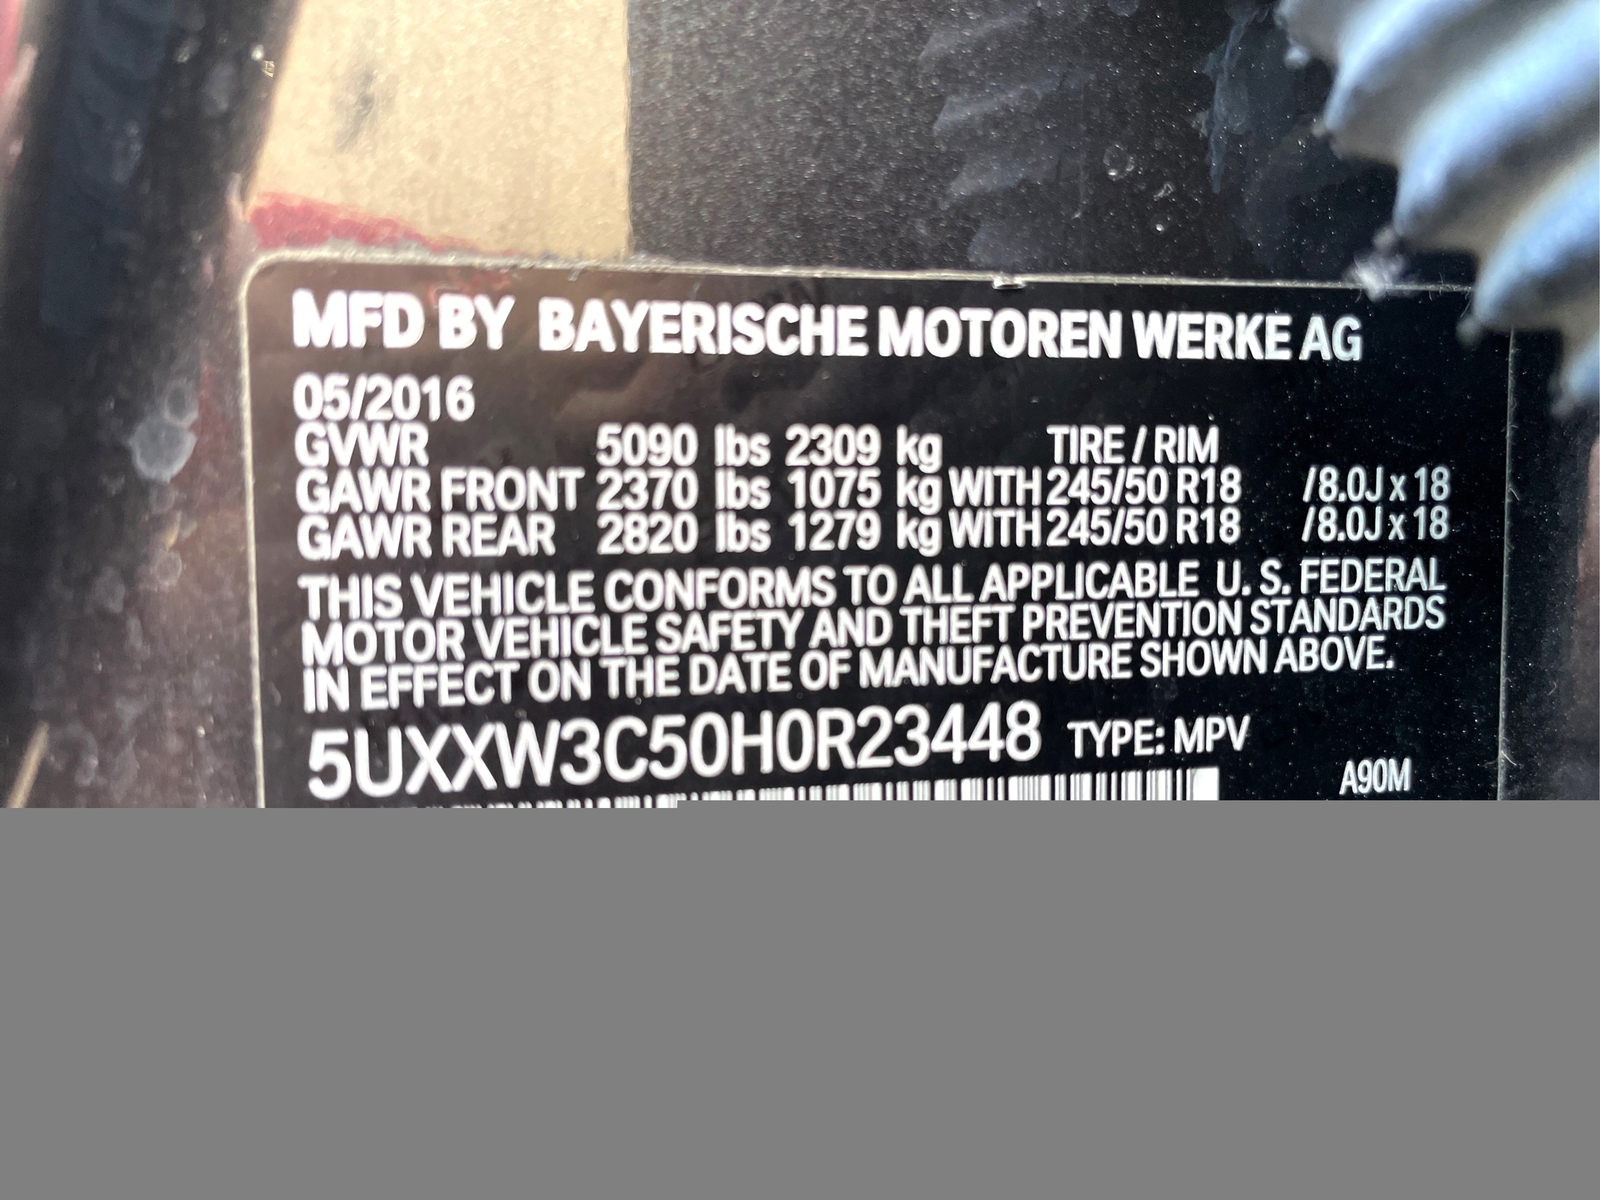 MFD BY BAYERISCHE MOTOREN WERKE AG
05/2016
GVWR 5090 lbs 2309 kg TIRE / RIM
GAWR FRONT 2370 lbs 1075 kg WITH 245/50 R18 /8.0J x 18
GAWR REAR 2820 lbs 1279 kg WITH 245/50 R18 /8.0J x 18
THIS VEHICLE CONFORMS TO ALL APPLICABLE U. S. FEDERAL
MOTOR VEHICLE SAFETY AND THEFT PREVENTION STANDARDS
IN EFFECT ON THE DATE OF MANUFACTURE SHOWN ABOVE.
5UXXW3C50H0R23448 TYPE: MPV
A90M